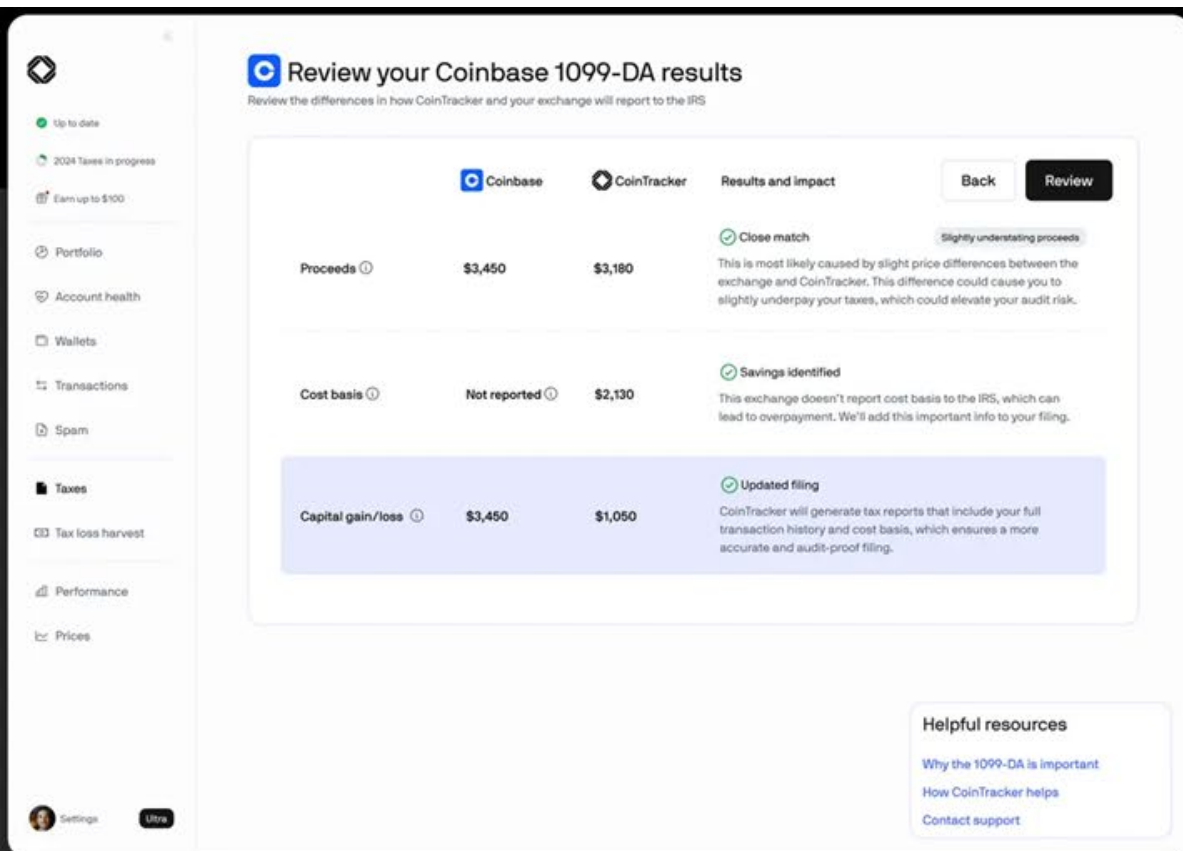 Review your Coinbase 1099-DA results
Review the differences in how CoinTracker and your exchange will report to the IRS
Up to date
2024 Taxes in progress
Earn up to $100
Portfolio
Account health
Wallets
Transactions
Spam
Taxes
Tax loss harvest
Performance
Prices
Settings
Ultra
Coinbase
CoinTracker
Results and impact
Back
Review
Proceeds
$3,450
$3,180
Close match
Slightly understating proceeds
This is most likely caused by slight price differences between the
exchange and CoinTracker. This difference could cause you to
slightly underpay your taxes, which could elevate your audit risk.
Cost basis
Not reported
$2,130
Savings identified
This exchange doesn't report cost basis to the IRS, which can
lead to overpayment. We'll add this important info to your filing.
Capital gain/loss
$3,450
$1,050
Updated filing
CoinTracker will generate tax reports that include your full
transaction history and cost basis, which ensures a more
accurate and audit-proof filing.
Helpful resources
Why the 1099-DA is important
How CoinTracker helps
Contact support